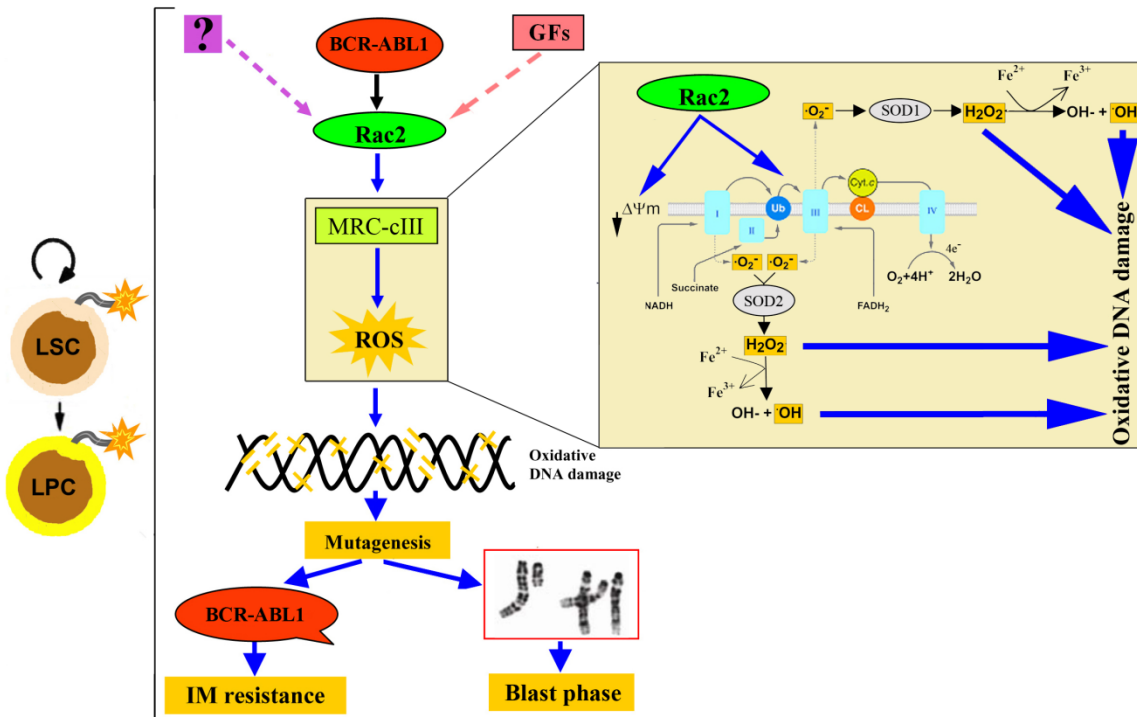 ?
BCR-ABL1
GFs
Rac2
MRC-cIII
ROS
Oxidative
DNA damage
Mutagenesis
BCR-ABL1
IM resistance
Blast phase
LSC
LPC
Rac2
·O₂⁻
SOD1
H₂O₂
Fe²⁺
Fe³⁺
OH- + ·OH
ΔΨm
I
II
Ub
III
Cyt.c
CL
IV
4e⁻
O₂+4H⁺
2H₂O
NADH
Succinate
·O₂⁻
·O₂⁻
FADH₂
SOD2
H₂O₂
Fe²⁺
Fe³⁺
OH- + ·OH
Oxidative DNA damage